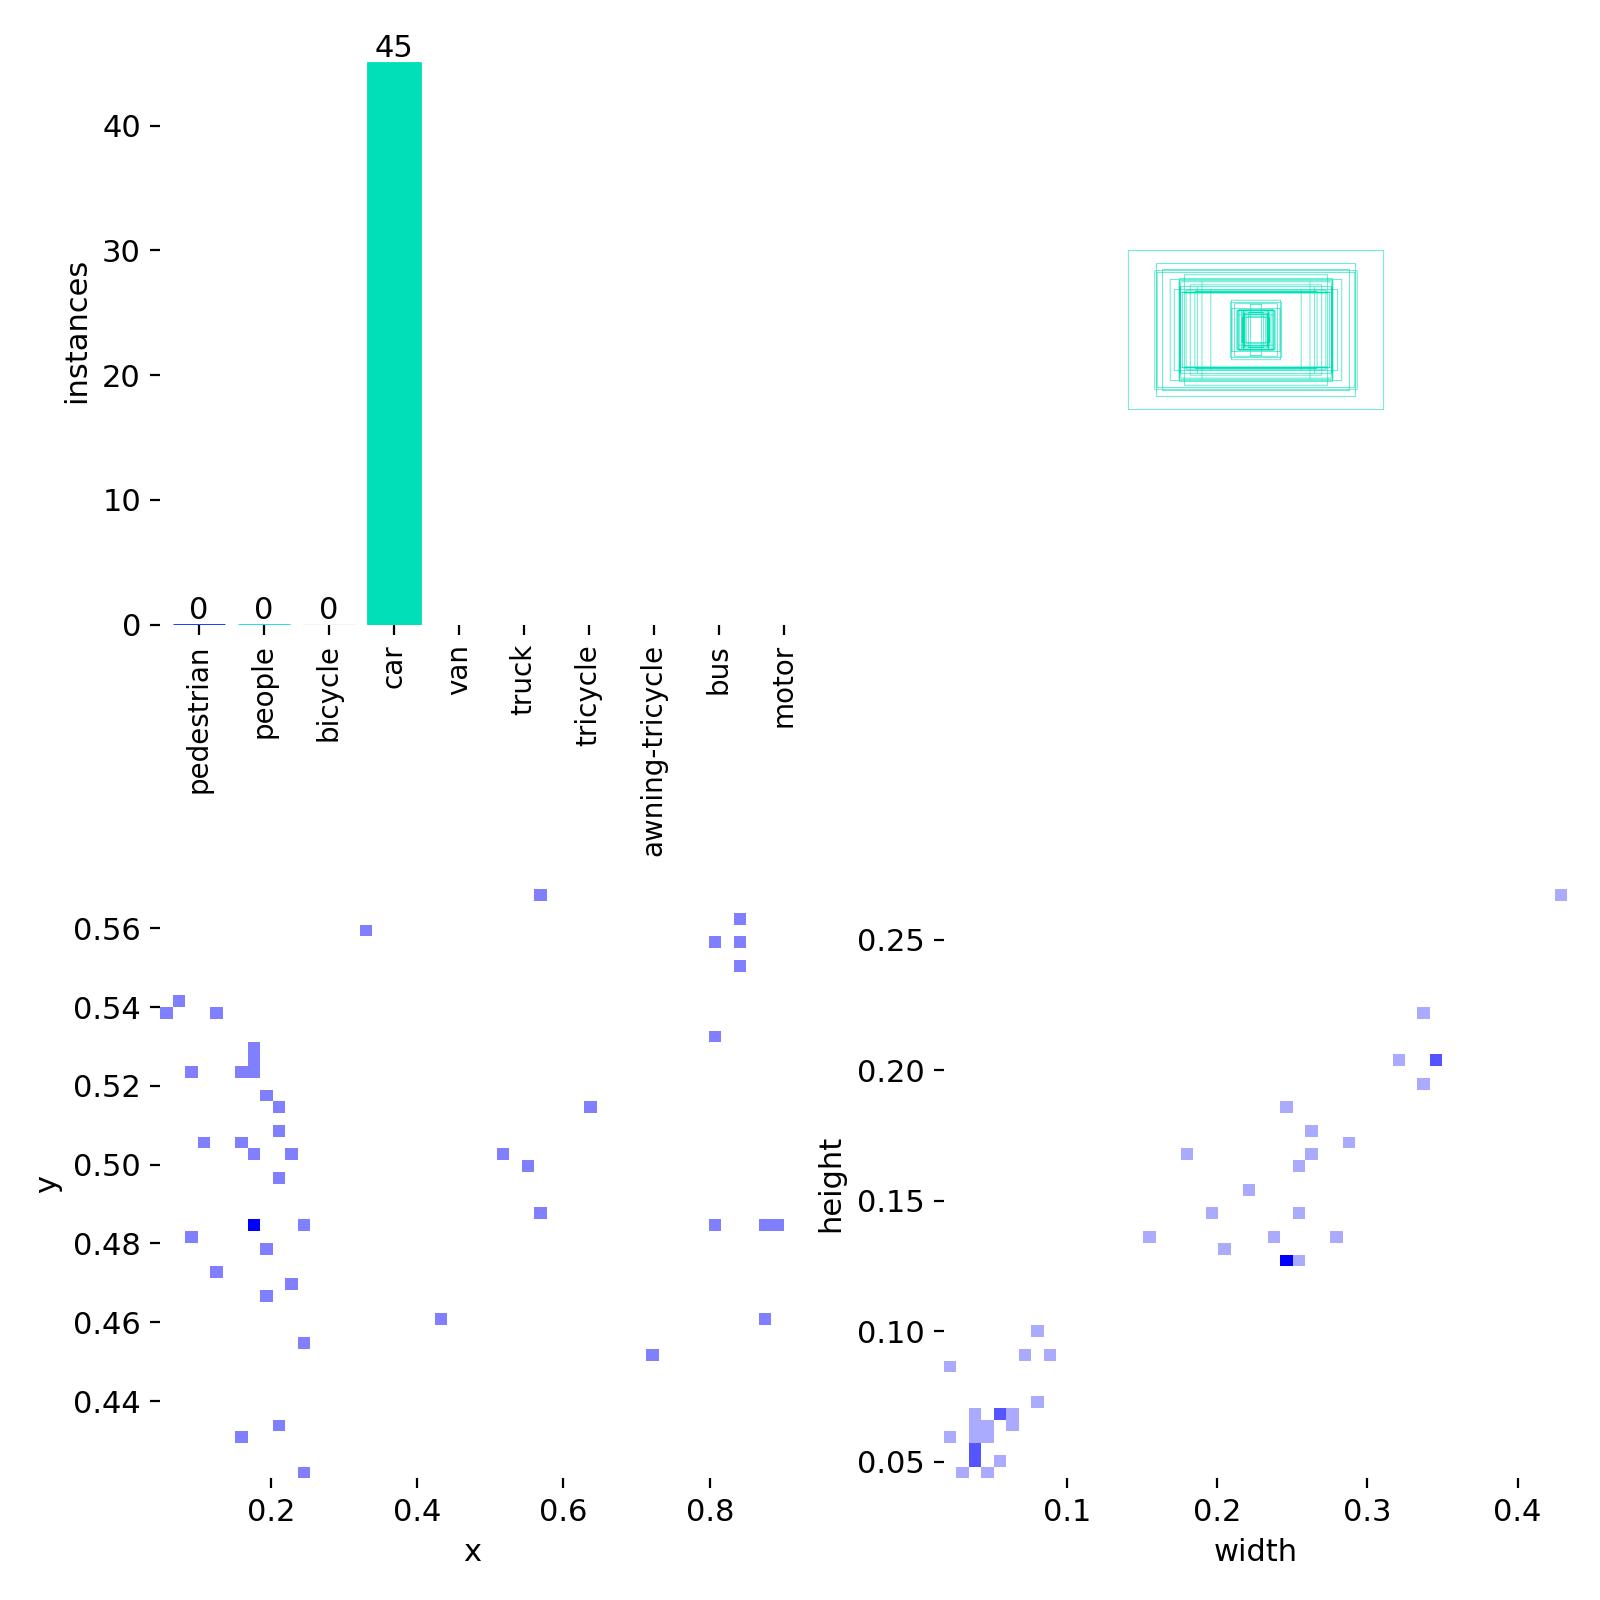 45
40
30
20
10
0
instances
0 0 0
pedestrian
people
bicycle
car
van
truck
tricycle
awning-tricycle
bus
motor
0.56
0.54
0.52
0.50
0.48
0.46
0.44
y
0.2 0.4 0.6 0.8
x
0.25
0.20
0.15
0.10
0.05
height
0.1 0.2 0.3 0.4
width